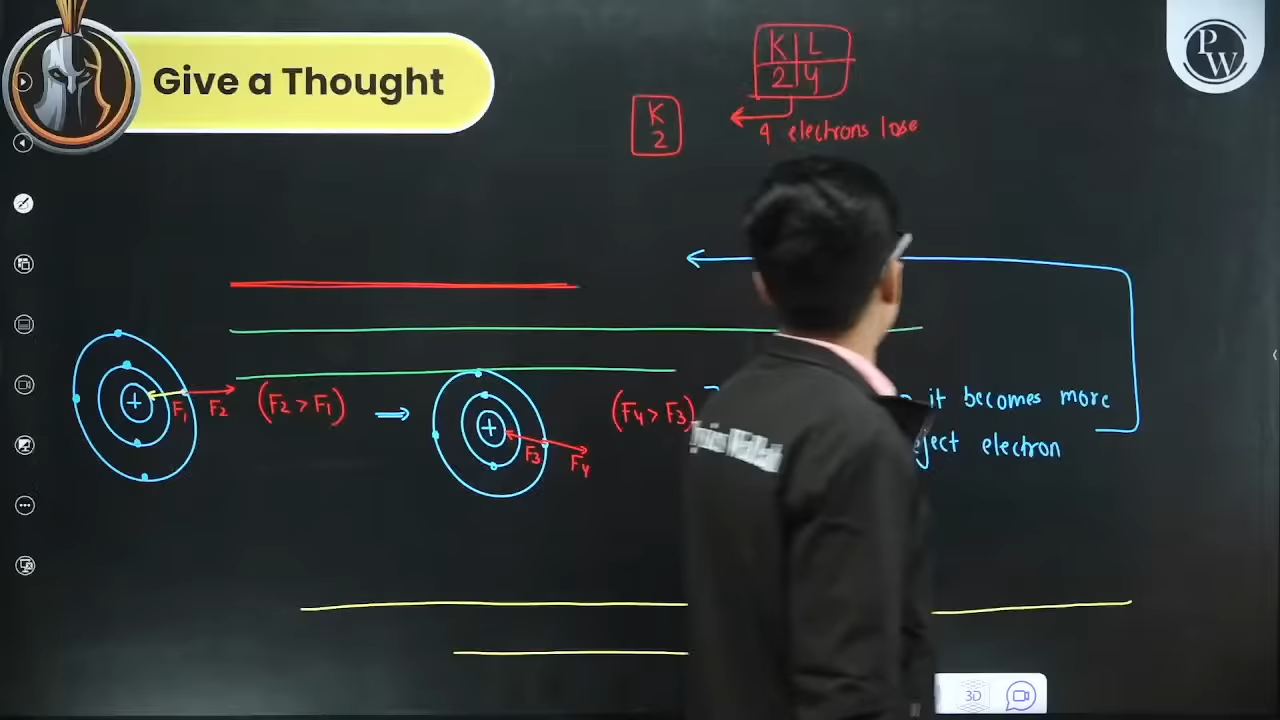 Give a Thought
K L
2 4
K
2
4 electrons lose
PW
F1 F2
(F2 > F1)
F3 F4
(F4 > F3)
it becomes more
eject electron
3D